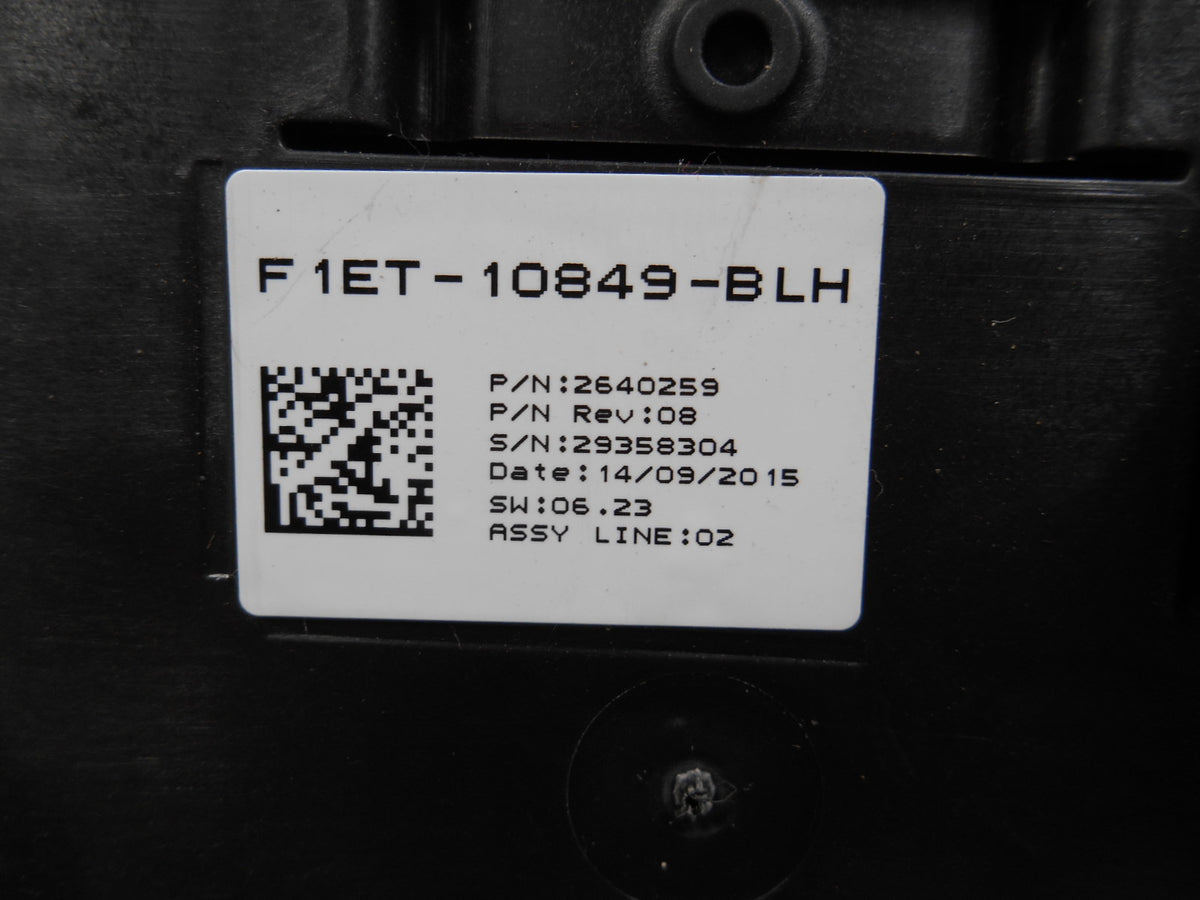 F1ET-10849-BLH
P/N:2640259
P/N Rev:08
S/N:29358304
Date:14/09/2015
SW:06.23
ASSY LINE:02